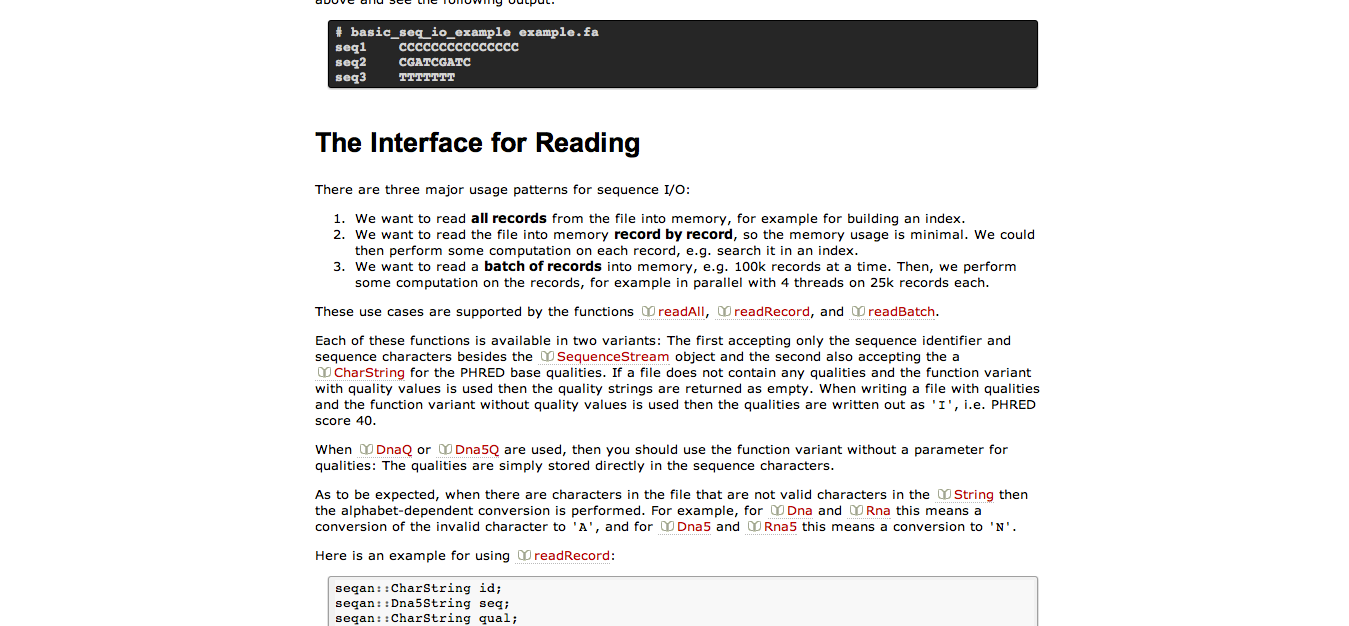 above and see the following output:
# basic_seq_io_example example.fa
seq1    CCCCCCCCCCCCCCC
seq2    CGATCGATC
seq3    TTTTTTT
The Interface for Reading
There are three major usage patterns for sequence I/O:
1. We want to read all records from the file into memory, for example for building an index.
2. We want to read the file into memory record by record, so the memory usage is minimal. We could
then perform some computation on each record, e.g. search it in an index.
3. We want to read a batch of records into memory, e.g. 100k records at a time. Then, we perform
some computation on the records, for example in parallel with 4 threads on 25k records each.
These use cases are supported by the functions readAll, readRecord, and readBatch.
Each of these functions is available in two variants: The first accepting only the sequence identifier and
sequence characters besides the SequenceStream object and the second also accepting the a
CharString for the PHRED base qualities. If a file does not contain any qualities and the function variant
with quality values is used then the quality strings are returned as empty. When writing a file with qualities
and the function variant without quality values is used then the qualities are written out as 'I', i.e. PHRED
score 40.
When DnaQ or Dna5Q are used, then you should use the function variant without a parameter for
qualities: The qualities are simply stored directly in the sequence characters.
As to be expected, when there are characters in the file that are not valid characters in the String then
the alphabet-dependent conversion is performed. For example, for Dna and Rna this means a
conversion of the invalid character to 'A', and for Dna5 and Rna5 this means a conversion to 'N'.
Here is an example for using readRecord:
seqan::CharString id;
seqan::Dna5String seq;
seqan::CharString qual;